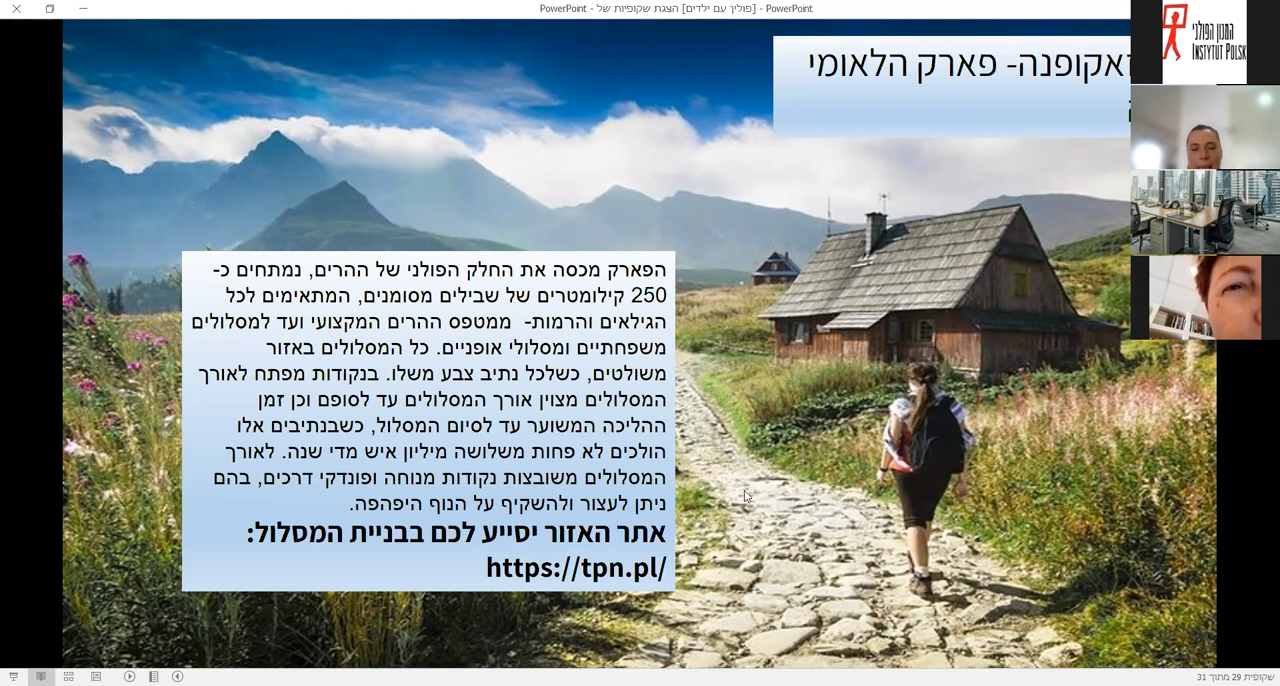 PowerPoint - [פוליך עם ילדים] הצגת שקופיות של - PowerPoint
המכון הפולני
INSTYTUT POLSK
זאקופנה- פארק הלאומי
הפארק מכסה את החלק הפולני של ההרים, נמתחים כ-
250 קילומטרים של שבילים מסומנים, המתאימים לכל
הגילאים והרמות- ממטפס ההרים המקצועי ועד למסלולים
משפחתיים ומסלולי אופניים. כל המסלולים באזור
משולטים, כשלכל נתיב צבע משלו. בנקודות מפתח לאורך
המסלולים מצוין אורך המסלולים עד לסופם וכן זמן
ההליכה המשוער עד לסיום המסלול, כשבנתיבים אלו
הולכים לא פחות משלושה מיליון איש מדי שנה. לאורך
המסלולים משובצות נקודות מנוחה ופונדקי דרכים, בהם
ניתן לעצור ולהשקיף על הנוף היפהפה.
אתר האזור יסייע לכם בבניית המסלול:
https://tpn.pl/
שקופית 29 מתוך 31